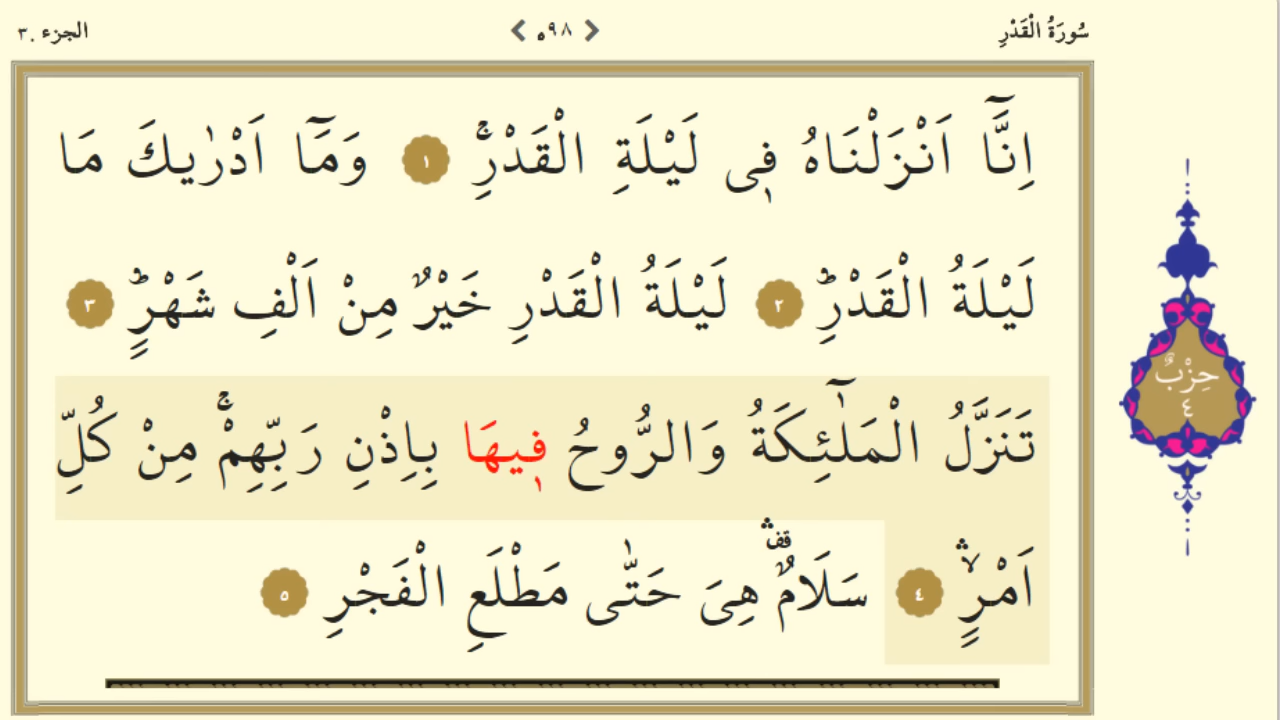 سُورَةُ الْقَدْرِ
٥٩٨
الجزء ٣٠
اِنَّٓا اَنْزَلْنَاهُ ف۪ى لَيْلَةِ الْقَدْرِۚ ١ وَمَٓا اَدْرٰيكَ مَا
لَيْلَةُ الْقَدْرِۜ ٢ لَيْلَةُ الْقَدْرِ خَيْرٌ مِنْ اَلْفِ شَهْرٍۜ ٣
تَنَزَّلُ الْمَلٰٓئِكَةُ وَالرُّوحُ ف۪يهَا بِاِذْنِ رَبِّهِمْۚ مِنْ كُلِّ
اَمْرٍۙۛ ٤ سَلَامٌ۠ۛ هِىَ حَتّٰى مَطْلَعِ الْفَجْرِ ٥
حِزْبٌ
٤